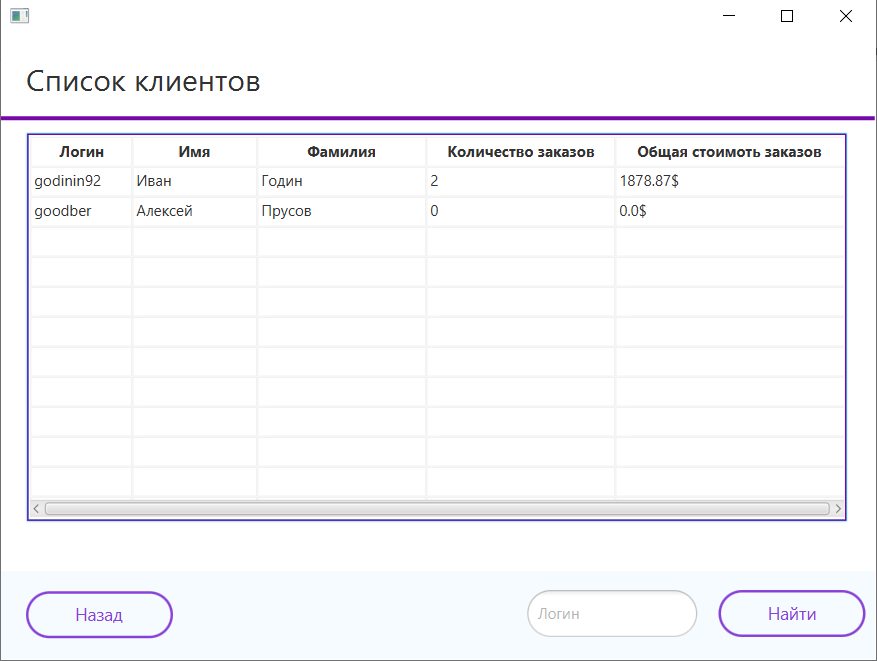 Список клиентов
Логин Имя Фамилия Количество заказов Общая стоимоть заказов
godinin92 Иван Годин 2 1878.87$
goodber Алексей Прусов 0 0.0$
Назад Логин Найти